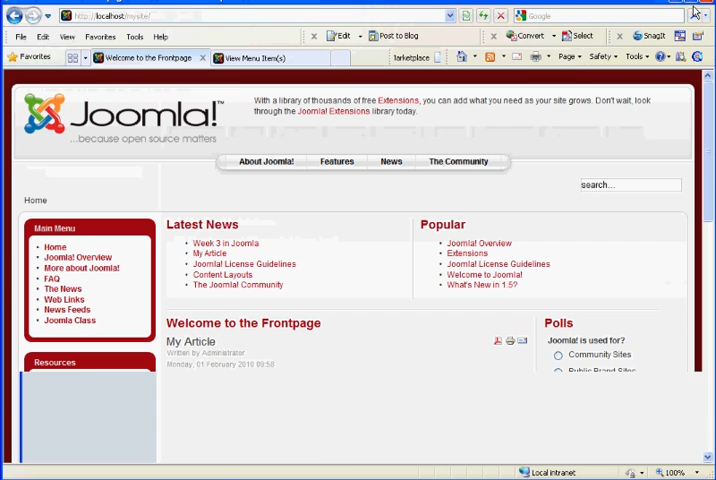 http://localhost/mysite/
Google
File Edit View Favorites Tools Help
Edit Post to Blog
Convert Select
SnagIt
Favorites
Welcome to the Frontpage
View Menu Item(s)
Page Safety Tools
Joomla!™
...because open source matters
With a library of thousands of free Extensions, you can add what you need as your site grows. Don't wait, look
through the Joomla! Extensions library today.
About Joomla! Features News The Community
search...
Home
Main Menu
Home
Joomla! Overview
More about Joomla!
FAQ
The News
Web Links
News Feeds
Joomla Class
Resources
Latest News
Week 3 in Joomla
My Article
Joomla! License Guidelines
Content Layouts
The Joomla! Community
Popular
Joomla! Overview
Extensions
Joomla! License Guidelines
Welcome to Joomla!
What's New in 1.5?
Welcome to the Frontpage
My Article
Written by Administrator
Monday, 01 February 2010 09:58
Polls
Joomla! is used for?
Community Sites
Public Brand Sites
Local intranet
100%